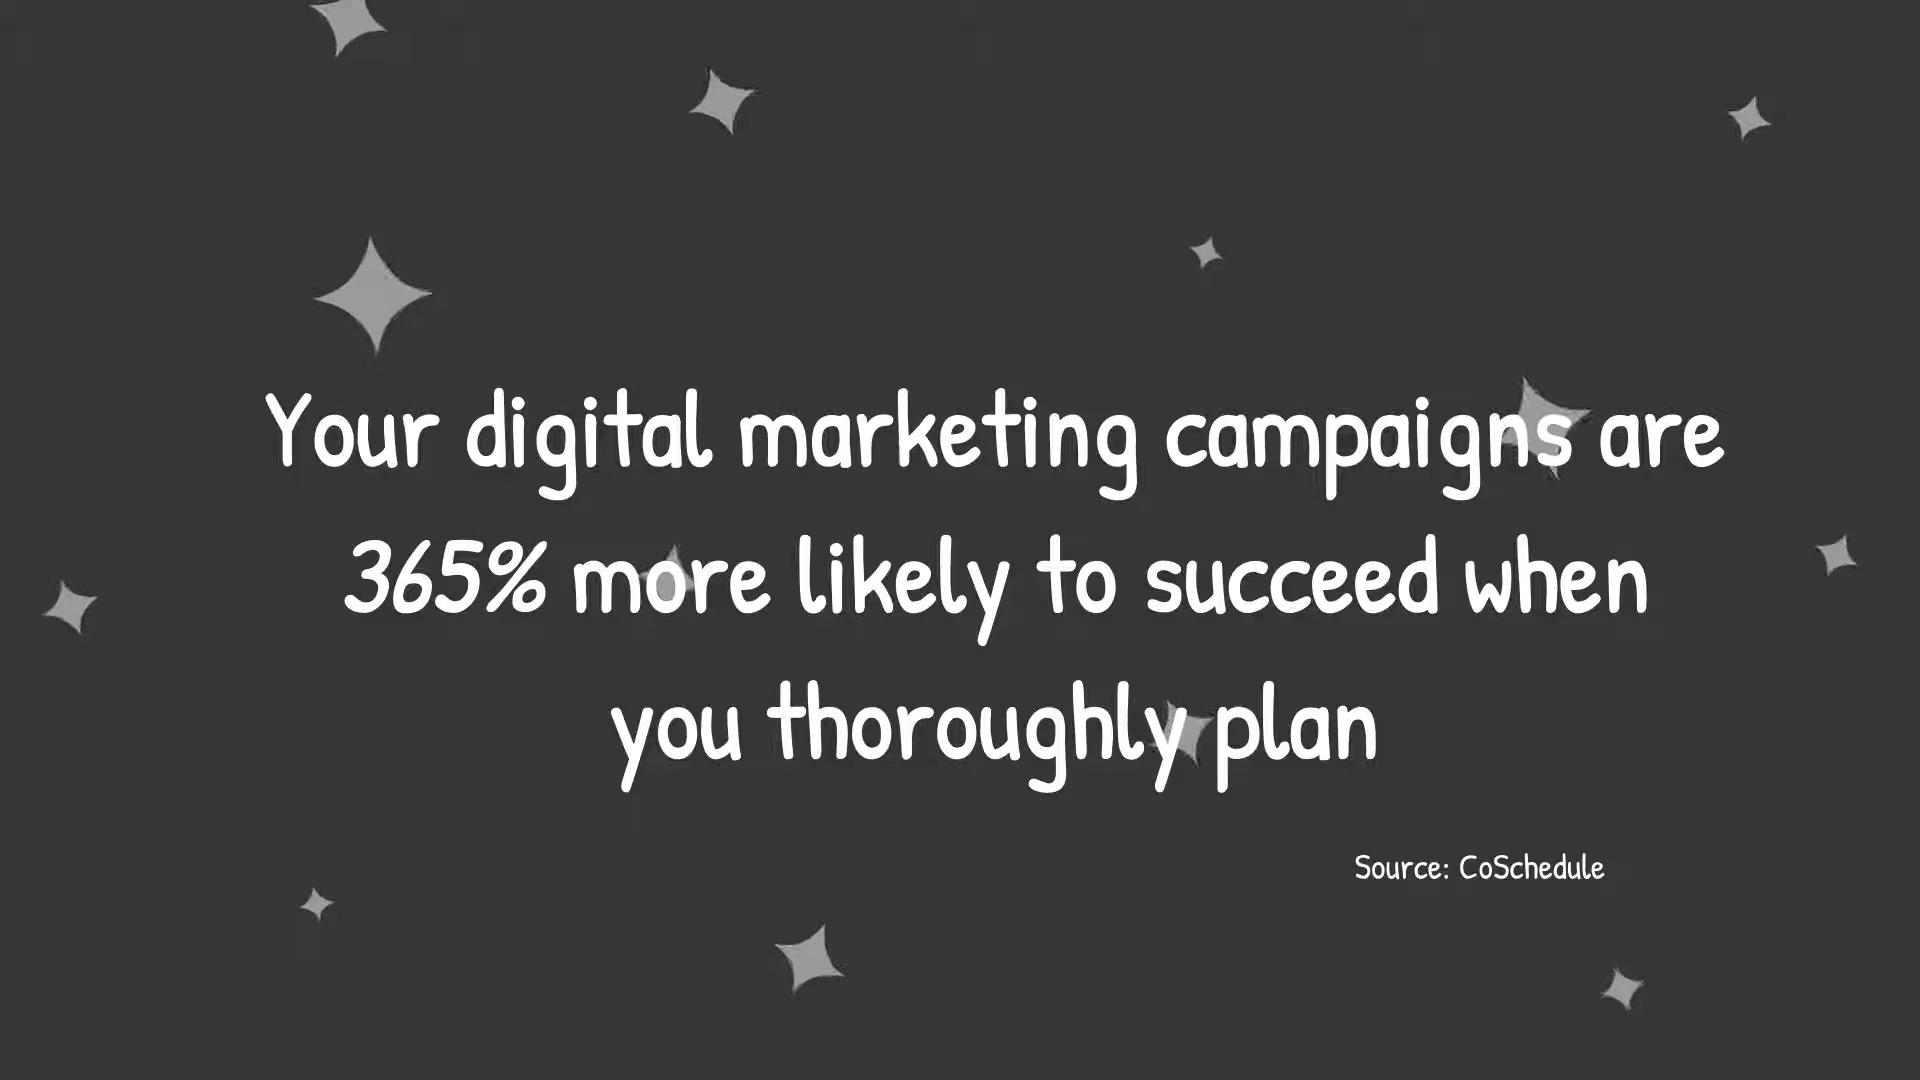 Your digital marketing campaigns are
365% more likely to succeed when
you thoroughly plan
Source: CoSchedule